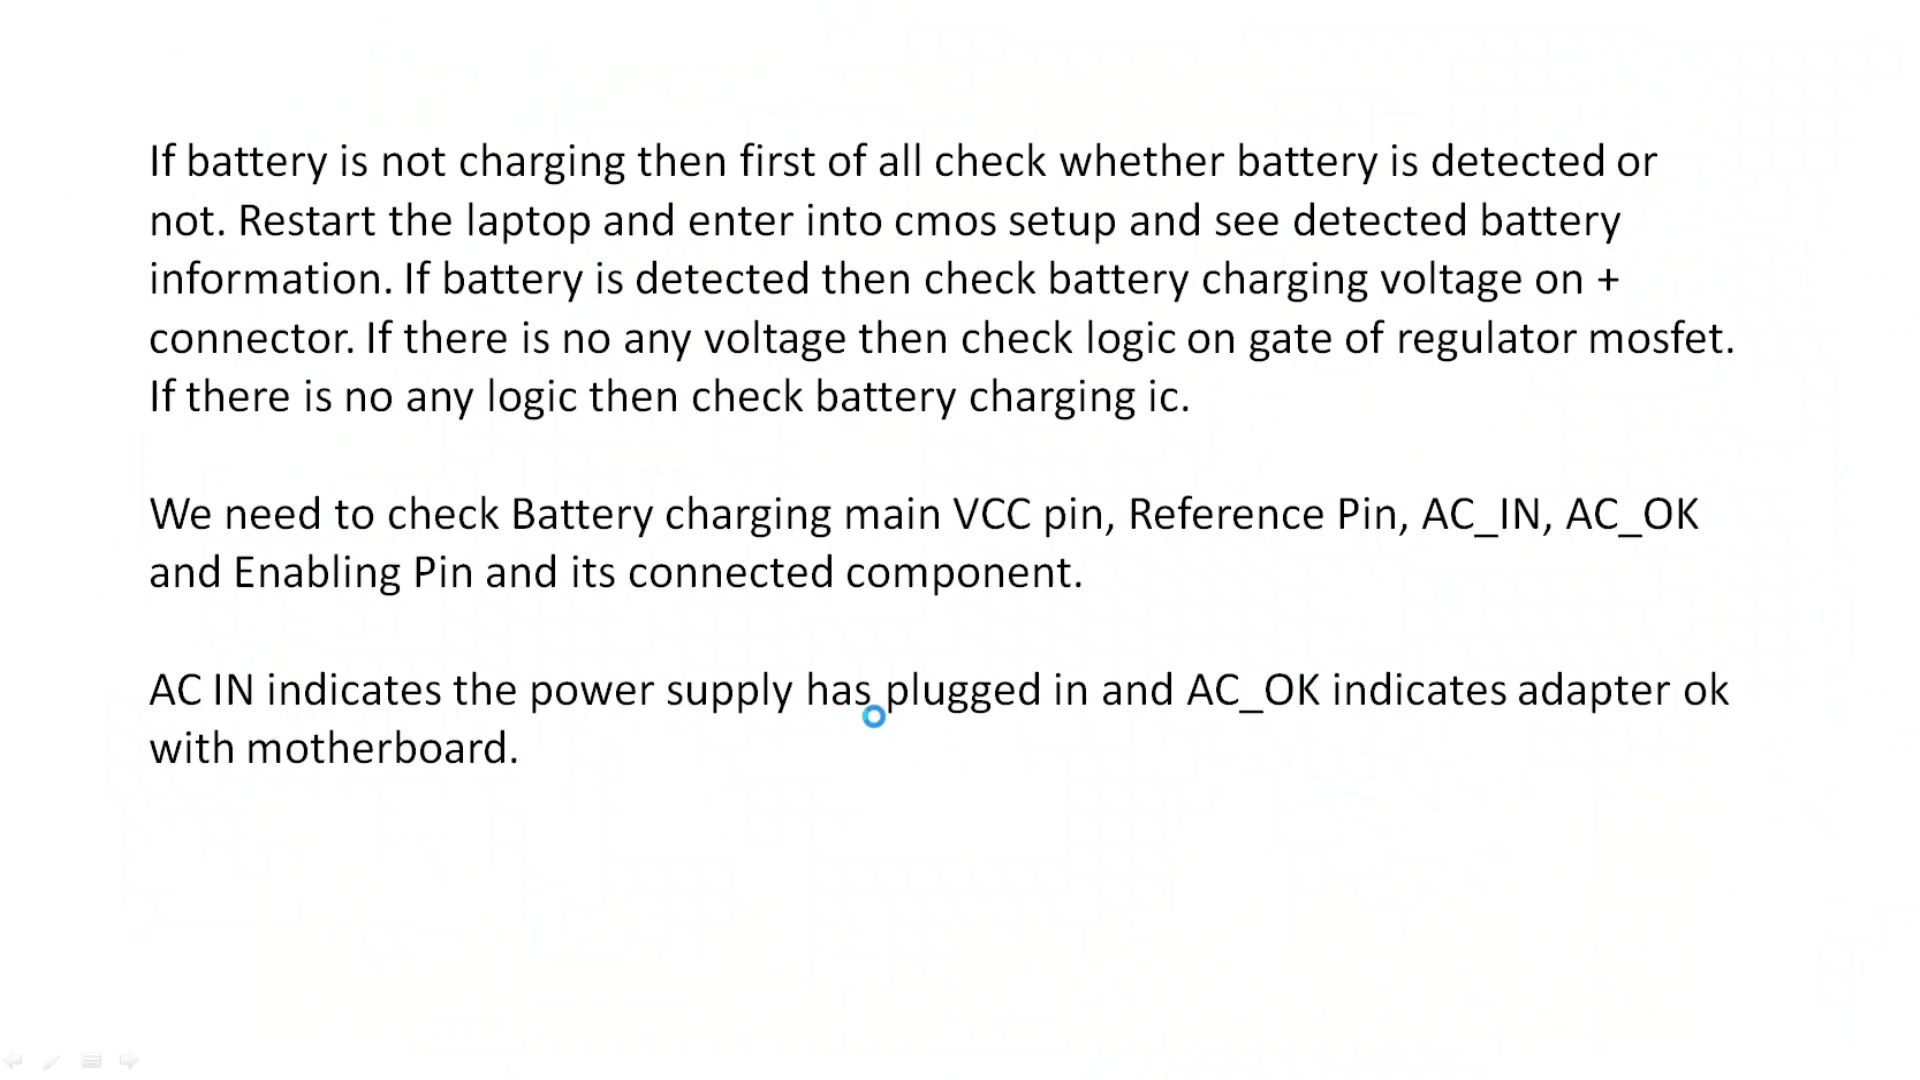 If battery is not charging then first of all check whether battery is detected or
not. Restart the laptop and enter into cmos setup and see detected battery
information. If battery is detected then check battery charging voltage on +
connector. If there is no any voltage then check logic on gate of regulator mosfet.
If there is no any logic then check battery charging ic.
We need to check Battery charging main VCC pin, Reference Pin, AC_IN, AC_OK
and Enabling Pin and its connected component.
AC IN indicates the power supply has plugged in and AC_OK indicates adapter ok
with motherboard.